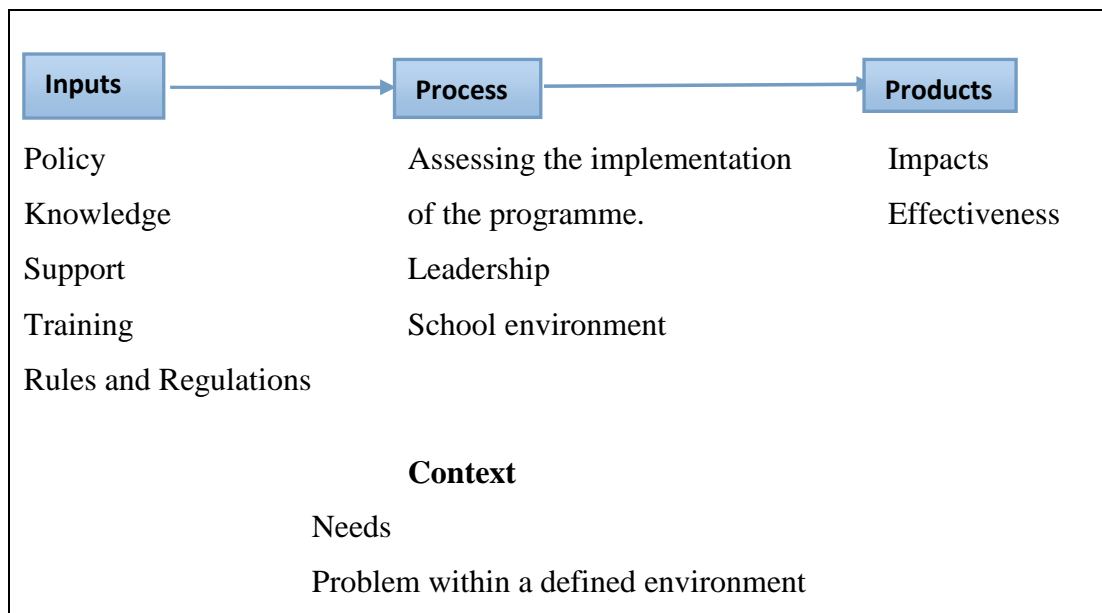 Inputs
Process
Products
Policy
Knowledge
Support
Training
Rules and Regulations
Assessing the implementation
of the programme.
Leadership
School environment
Impacts
Effectiveness
Context
Needs
Problem within a defined environment